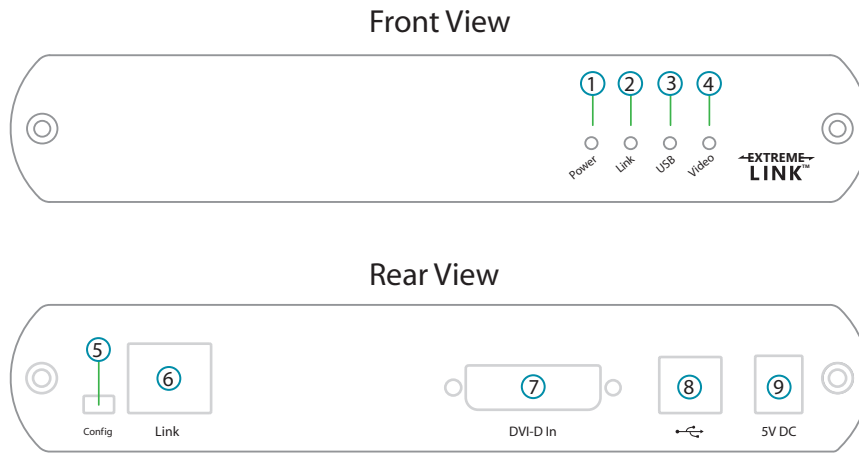 Front View
1 2 3 4
Power Link USB Video
EXTREME
LINK™
Rear View
5
6 7 8 9
Config Link DVI-D In 5V DC